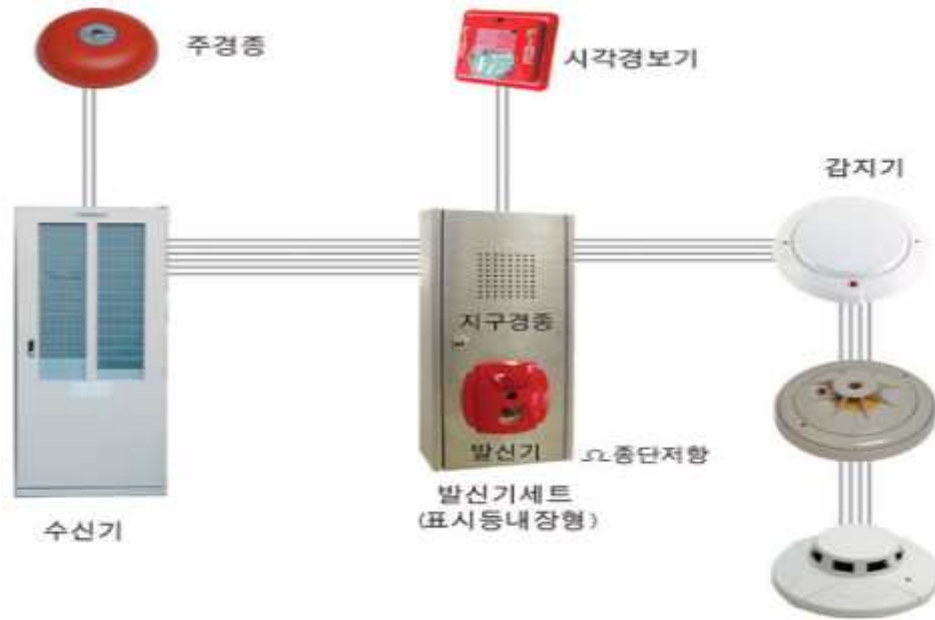 주경종
시각경보기
감지기
지구경종
발신기
Ω종단저항
발신기세트
(표시등내장형)
수신기